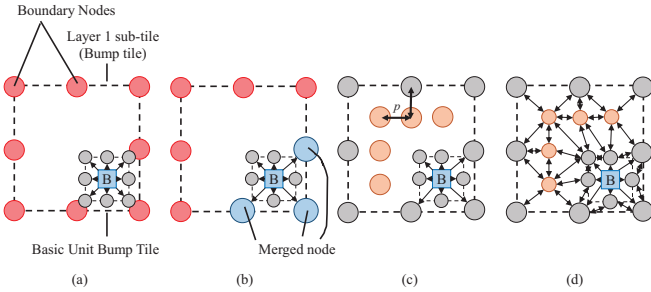 Boundary Nodes
Layer 1 sub-tile
(Bump tile)
B
Basic Unit Bump Tile
(a)
B
Merged node
(b)
p
B
(c)
B
(d)